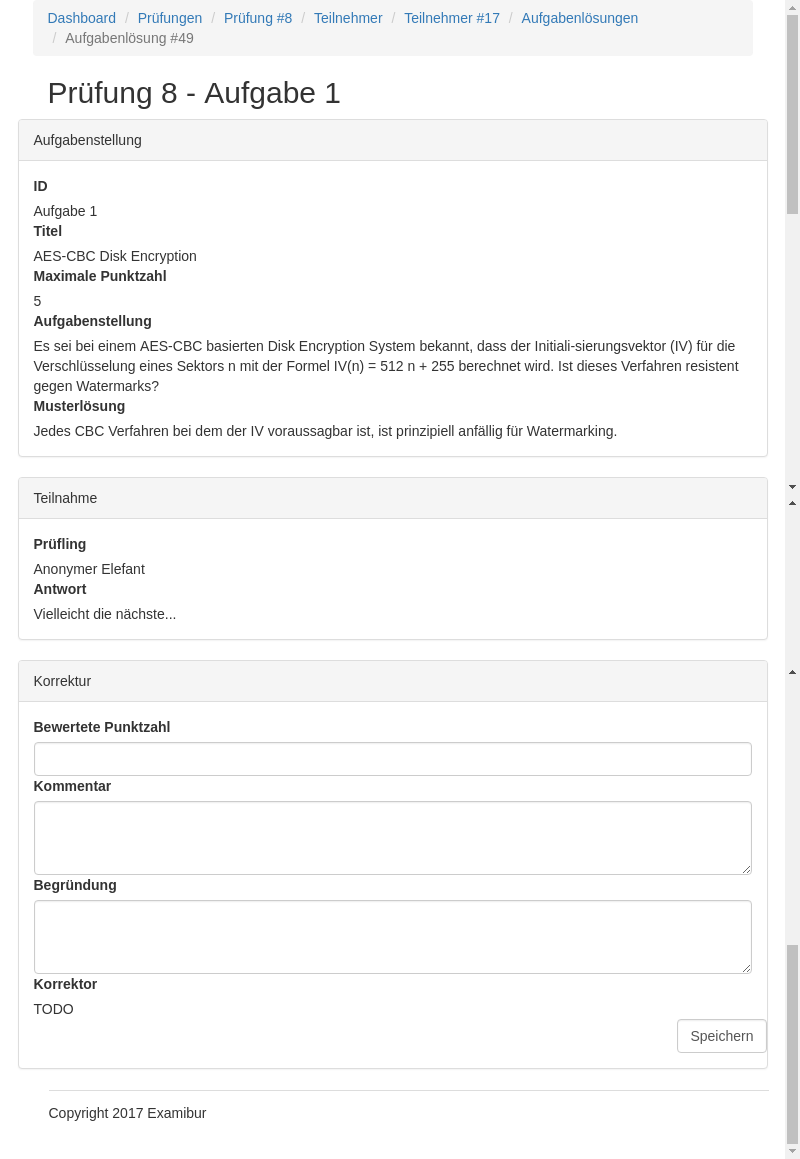 Dashboard / Prüfungen / Prüfung #8 / Teilnehmer / Teilnehmer #17 / Aufgabenlösungen
/ Aufgabenlösung #49
Prüfung 8 - Aufgabe 1
Aufgabenstellung
ID
Aufgabe 1
Titel
AES-CBC Disk Encryption
Maximale Punktzahl
5
Aufgabenstellung
Es sei bei einem AES-CBC basierten Disk Encryption System bekannt, dass der Initiali-sierungsvektor (IV) für die
Verschlüsselung eines Sektors n mit der Formel IV(n) = 512 n + 255 berechnet wird. Ist dieses Verfahren resistent
gegen Watermarks?
Musterlösung
Jedes CBC Verfahren bei dem der IV voraussagbar ist, ist prinzipiell anfällig für Watermarking.
Teilnahme
Prüfling
Anonymer Elefant
Antwort
Vielleicht die nächste...
Korrektur
Bewertete Punktzahl
Kommentar
Begründung
Korrektor
TODO
Speichern
Copyright 2017 Examibur